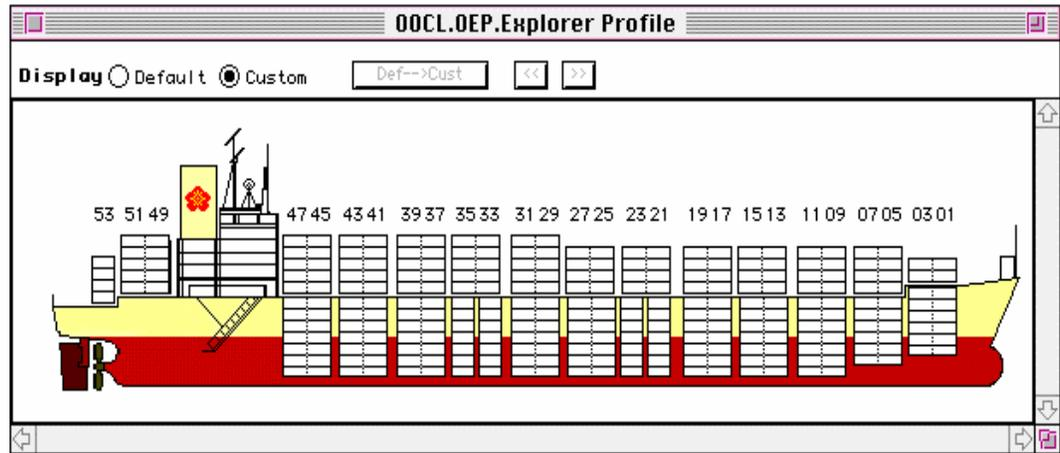 OOCL.OEP.Explorer Profile
Display Default Custom Def-->Cust << >>
53 51 49 47 45 43 41 39 37 35 33 31 29 27 25 23 21 19 17 15 13 11 09 07 05 03 01